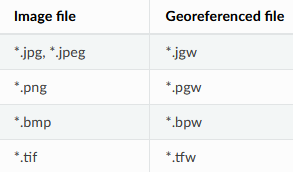 Image file Georeferenced file
*.jpg, *.jpeg *.jgw
*.png *.pgw
*.bmp *.bpw
*.tif *.tfw